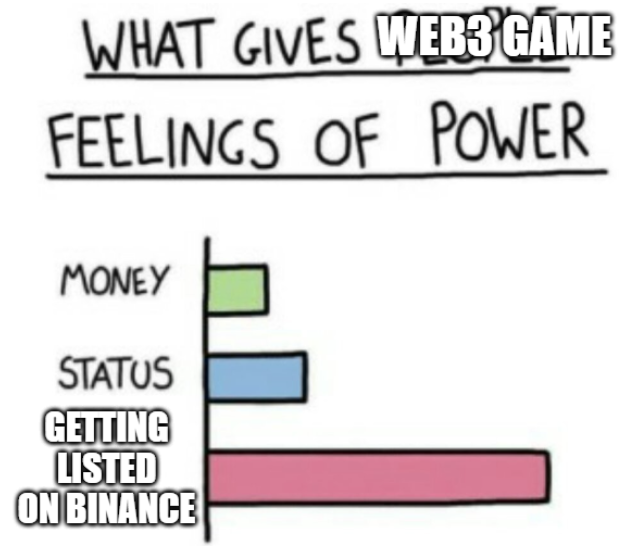 WHAT GIVES WEB3 GAME
FEELINGS OF POWER
MONEY
STATUS
GETTING
LISTED
ON BINANCE